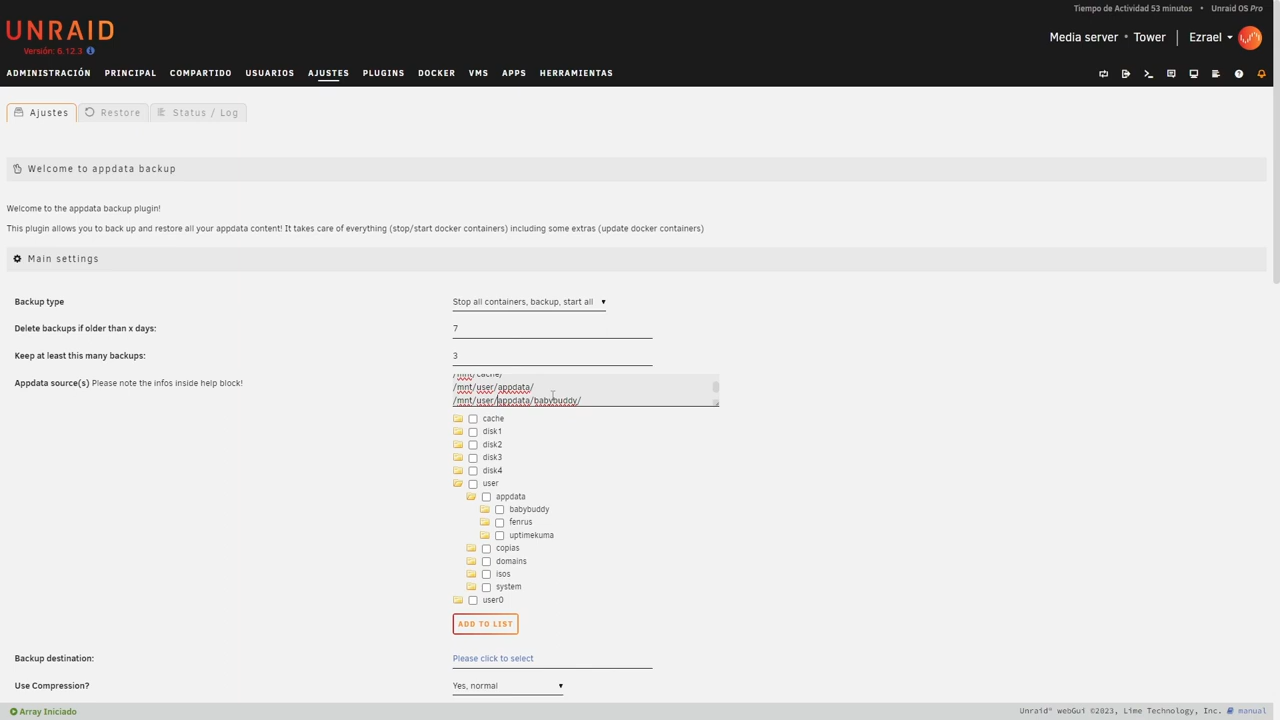 Tiempo de Actividad 53 minutos • Unraid OS Pro
UNRAID
Versión: 6.12.3
Media server • Tower
Ezrael
ADMINISTRACIÓN PRINCIPAL COMPARTIDO USUARIOS AJUSTES PLUGINS DOCKER VMS APPS HERRAMIENTAS
Ajustes Restore Status / Log
Welcome to appdata backup
Welcome to the appdata backup plugin!
This plugin allows you to back up and restore all your appdata content! It takes care of everything (stop/start docker containers) including some extras (update docker containers)
Main settings
Backup type Stop all containers, backup, start all
Delete backups if older than x days: 7
Keep at least this many backups: 3
Appdata source(s) Please note the infos inside help block! /mnt/cache/
/mnt/user/appdata/
/mnt/user/appdata/babybuddy/
cache
disk1
disk2
disk3
disk4
user
appdata
babybuddy
fenrus
uptimekuma
copias
domains
isos
system
user0
ADD TO LIST
Backup destination: Please click to select
Use Compression? Yes, normal
Array Iniciado
Unraid® webGui ©2023, Lime Technology, Inc. manual